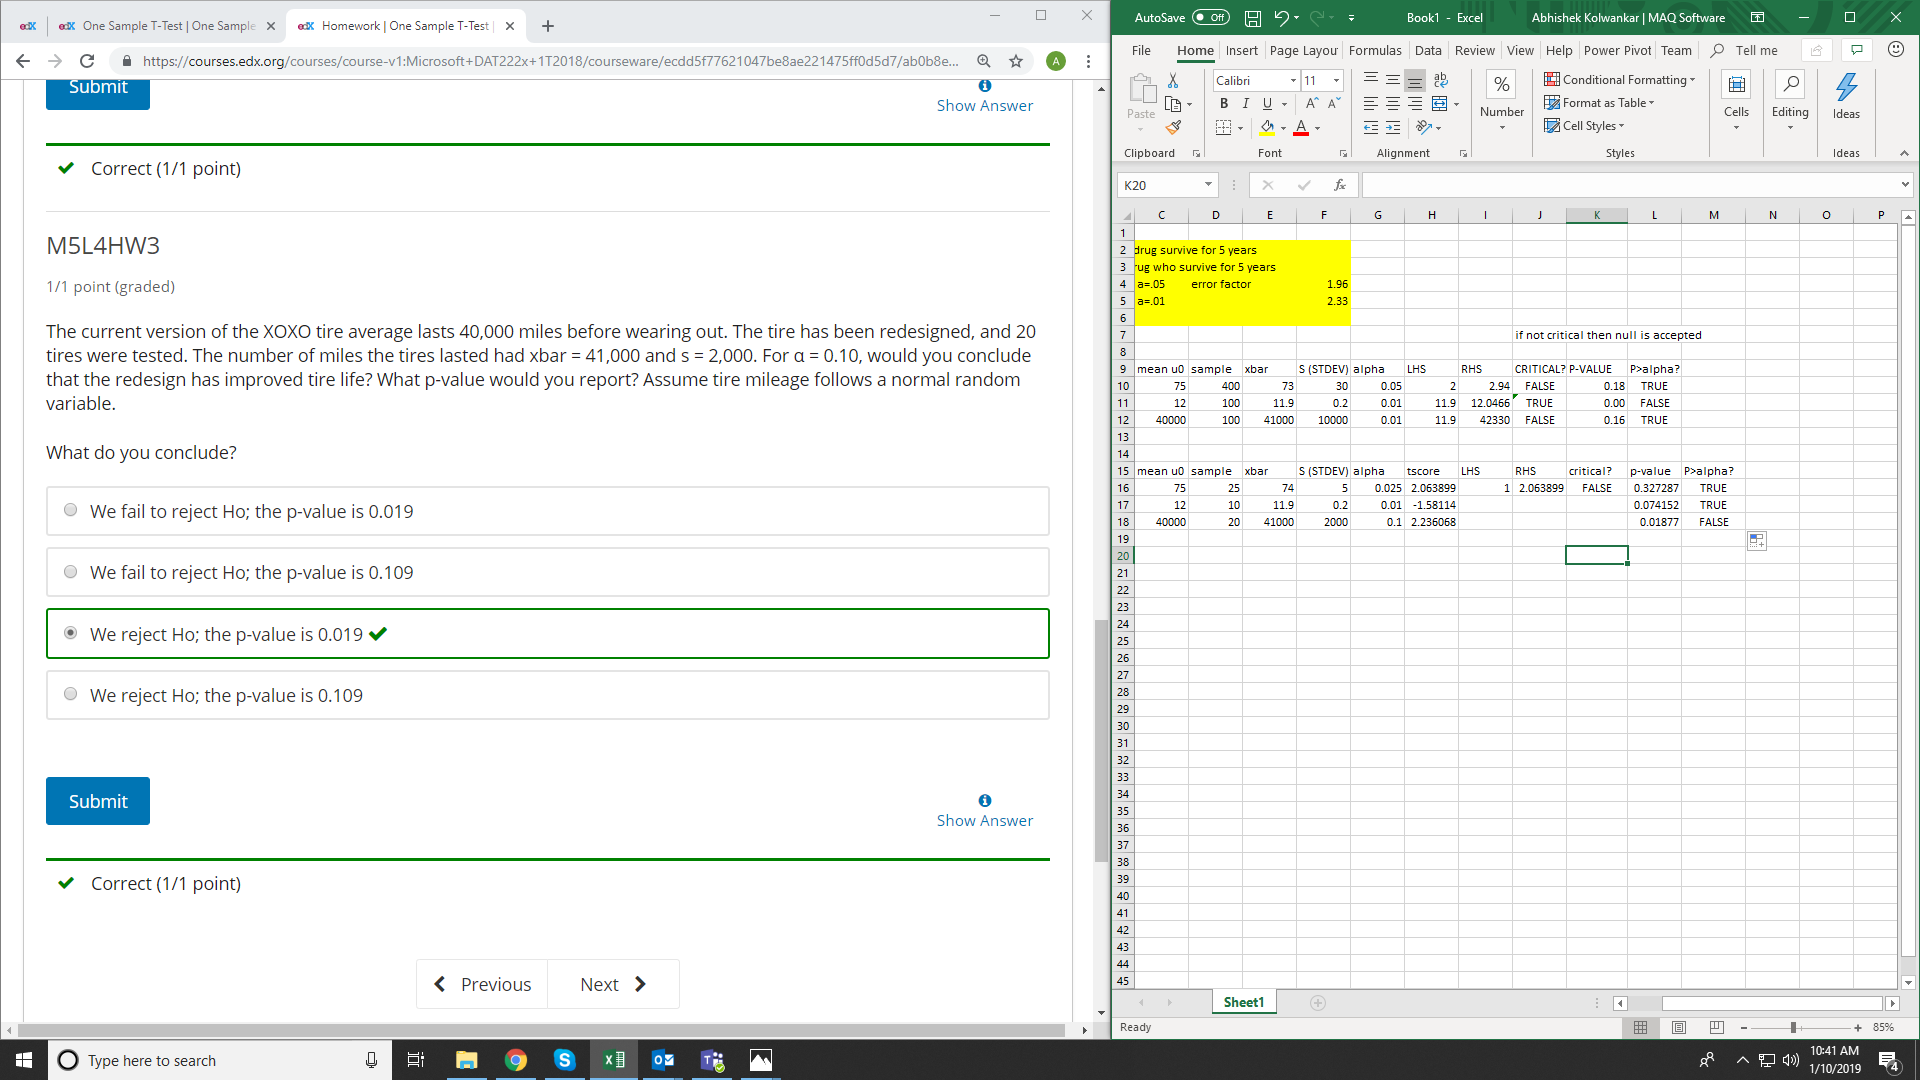 edX
edX One Sample T-Test | One Sample
edX Homework | One Sample T-Test
https://courses.edx.org/courses/course-v1:Microsoft+DAT222x+1T2018/courseware/ecdd5f77621047be8ae221475ff0d5d7/ab0b8e...
A
Submit
Show Answer
Correct (1/1 point)
M5L4HW3
1/1 point (graded)
The current version of the XOXO tire average lasts 40,000 miles before wearing out. The tire has been redesigned, and 20
tires were tested. The number of miles the tires lasted had xbar = 41,000 and s = 2,000. For α = 0.10, would you conclude
that the redesign has improved tire life? What p-value would you report? Assume tire mileage follows a normal random
variable.
What do you conclude?
We fail to reject Ho; the p-value is 0.019
We fail to reject Ho; the p-value is 0.109
We reject Ho; the p-value is 0.019
We reject Ho; the p-value is 0.109
Submit
Show Answer
Correct (1/1 point)
Previous
Next
AutoSave Off
Book1 - Excel
Abhishek Kolwankar | MAQ Software
File Home Insert Page Layou Formulas Data Review View Help Power Pivot Team Tell me
Paste
Calibri 11
B I U
Conditional Formatting
Format as Table
Cell Styles
Number
Cells
Editing
Ideas
Clipboard Font Alignment Styles Ideas
K20
fx
C D E F G H I J K L M N O P
1
2 drug survive for 5 years
3 rug who survive for 5 years
4 a=.05 error factor 1.96
5 a=.01 2.33
6
7 if not critical then null is accepted
8
9 mean u0 sample xbar S (STDEV) alpha LHS RHS CRITICAL? P-VALUE P>alpha?
10 75 400 73 30 0.05 2 2.94 FALSE 0.18 TRUE
11 12 100 11.9 0.2 0.01 11.9 12.0466 TRUE 0.00 FALSE
12 40000 100 41000 10000 0.01 11.9 42330 FALSE 0.16 TRUE
13
14
15 mean u0 sample xbar S (STDEV) alpha tscore LHS RHS critical? p-value P>alpha?
16 75 25 74 5 0.025 2.063899 1 2.063899 FALSE 0.327287 TRUE
17 12 10 11.9 0.2 0.01 -1.58114 0.074152 TRUE
18 40000 20 41000 2000 0.1 2.236068 0.01877 FALSE
19
20
21
22
23
24
25
26
27
28
29
30
31
32
33
34
35
36
37
38
39
40
41
42
43
44
45
Sheet1
Ready
85%
Type here to search
10:41 AM
1/10/2019
4